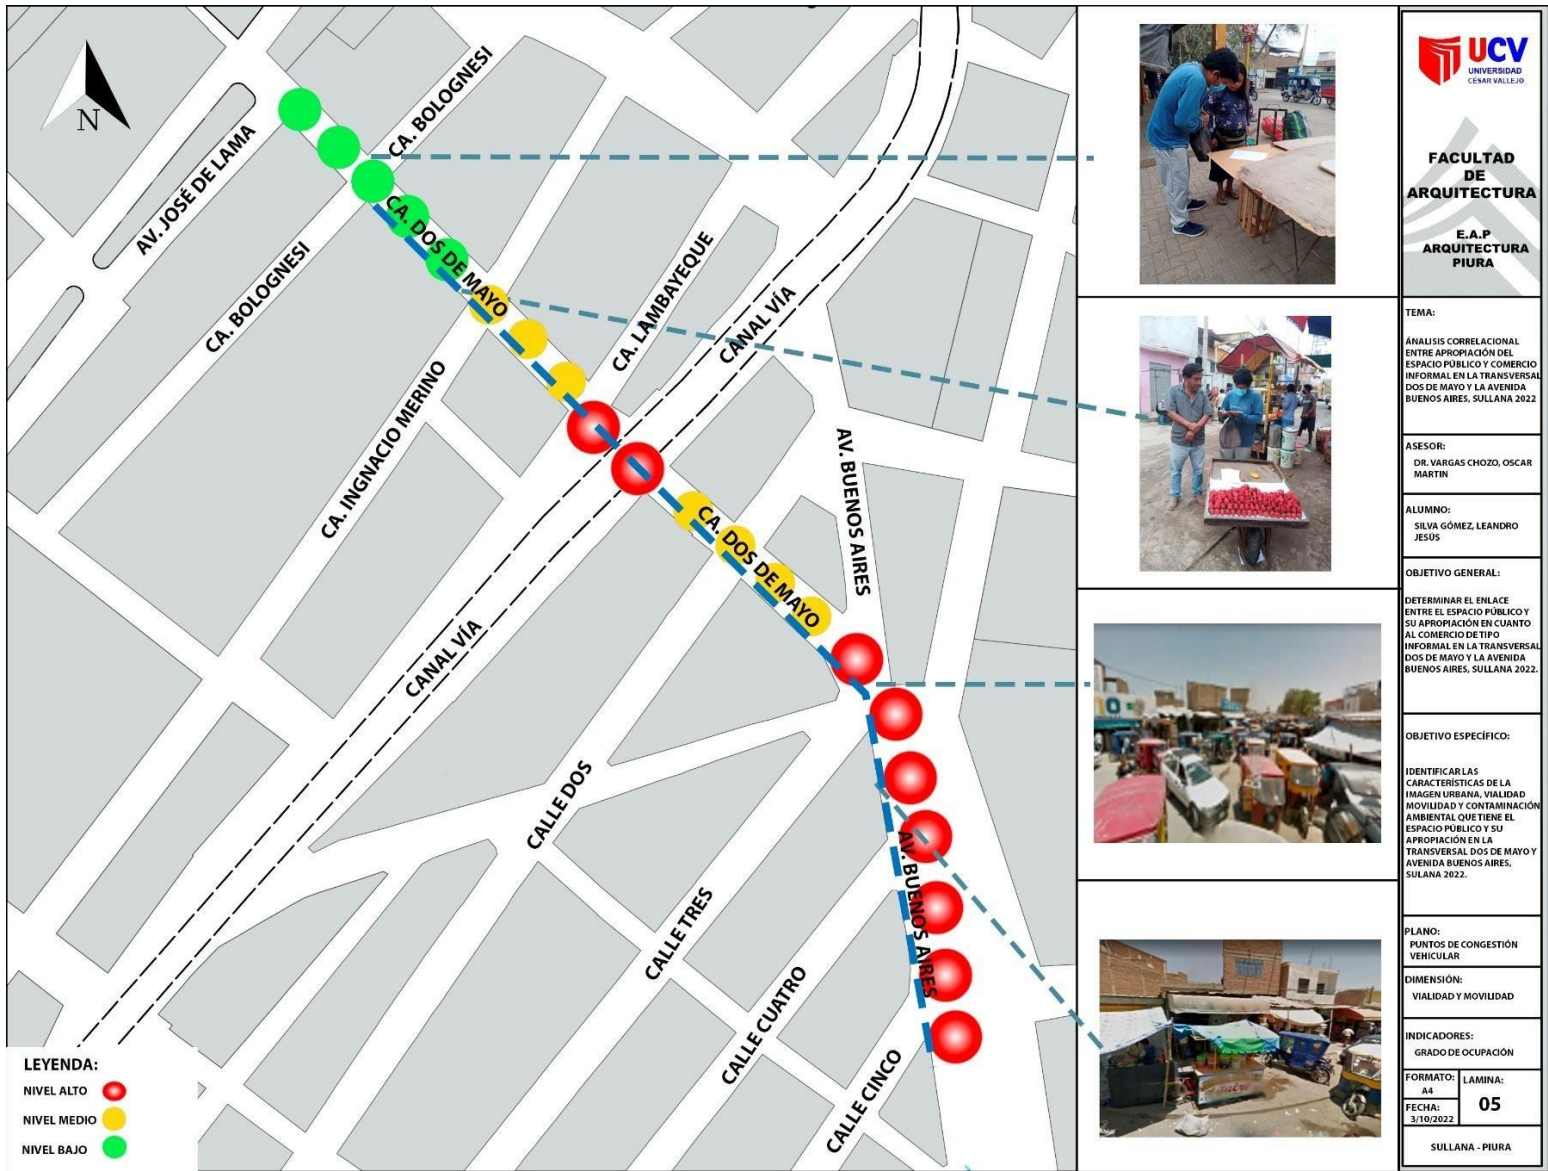 N
AV. JOSÉ DE LAMA
CA. BOLOGNESI
CA. BOLOGNESI
CA. DOS DE MAYO
CA. LAMBAYEQUE
CANAL VÍA
CA. INGNACIO MERINO
AV. BUENOS AIRES
CA. DOS DE MAYO
CANAL VÍA
CALLE DOS
AV. BUENOS AIRES
CALLE TRES
CALLE CUATRO
CALLE CINCO
LEYENDA:
NIVEL ALTO
NIVEL MEDIO
NIVEL BAJO
UCV
UNIVERSIDAD
CÉSAR VALLEJO
FACULTAD
DE
ARQUITECTURA
E.A.P
ARQUITECTURA
PIURA
TEMA:
ÁNALISIS CORRELACIONAL
ENTRE APROPIACIÓN DEL
ESPACIO PÚBLICO Y COMERCIO
INFORMAL EN LA TRANSVERSAL
DOS DE MAYO Y LA AVENIDA
BUENOS AIRES, SULLANA 2022
ASESOR:
DR. VARGAS CHOZO, OSCAR
MARTIN
ALUMNO:
SILVA GÓMEZ, LEANDRO
JESÚS
OBJETIVO GENERAL:
DETERMINAR EL ENLACE
ENTRE EL ESPACIO PÚBLICO Y
SU APROPIACIÓN EN CUANTO
AL COMERCIO DE TIPO
INFORMAL EN LA TRANSVERSAL
DOS DE MAYO Y LA AVENIDA
BUENOS AIRES, SULLANA 2022.
OBJETIVO ESPECÍFICO:
IDENTIFICAR LAS
CARACTERÍSTICAS DE LA
IMAGEN URBANA, VIALIDAD
MOVILIDAD Y CONTAMINACIÓN
AMBIENTAL QUE TIENE EL
ESPACIO PÚBLICO Y SU
APROPIACIÓN EN LA
TRANSVERSAL DOS DE MAYO Y
AVENIDA BUENOS AIRES,
SULANA 2022.
PLANO:
PUNTOS DE CONGESTIÓN
VEHICULAR
DIMENSIÓN:
VIALIDAD Y MOVILIDAD
INDICADORES:
GRADO DE OCUPACIÓN
FORMATO:
A4
LAMINA:
05
FECHA:
3/10/2022
SULLANA - PIURA